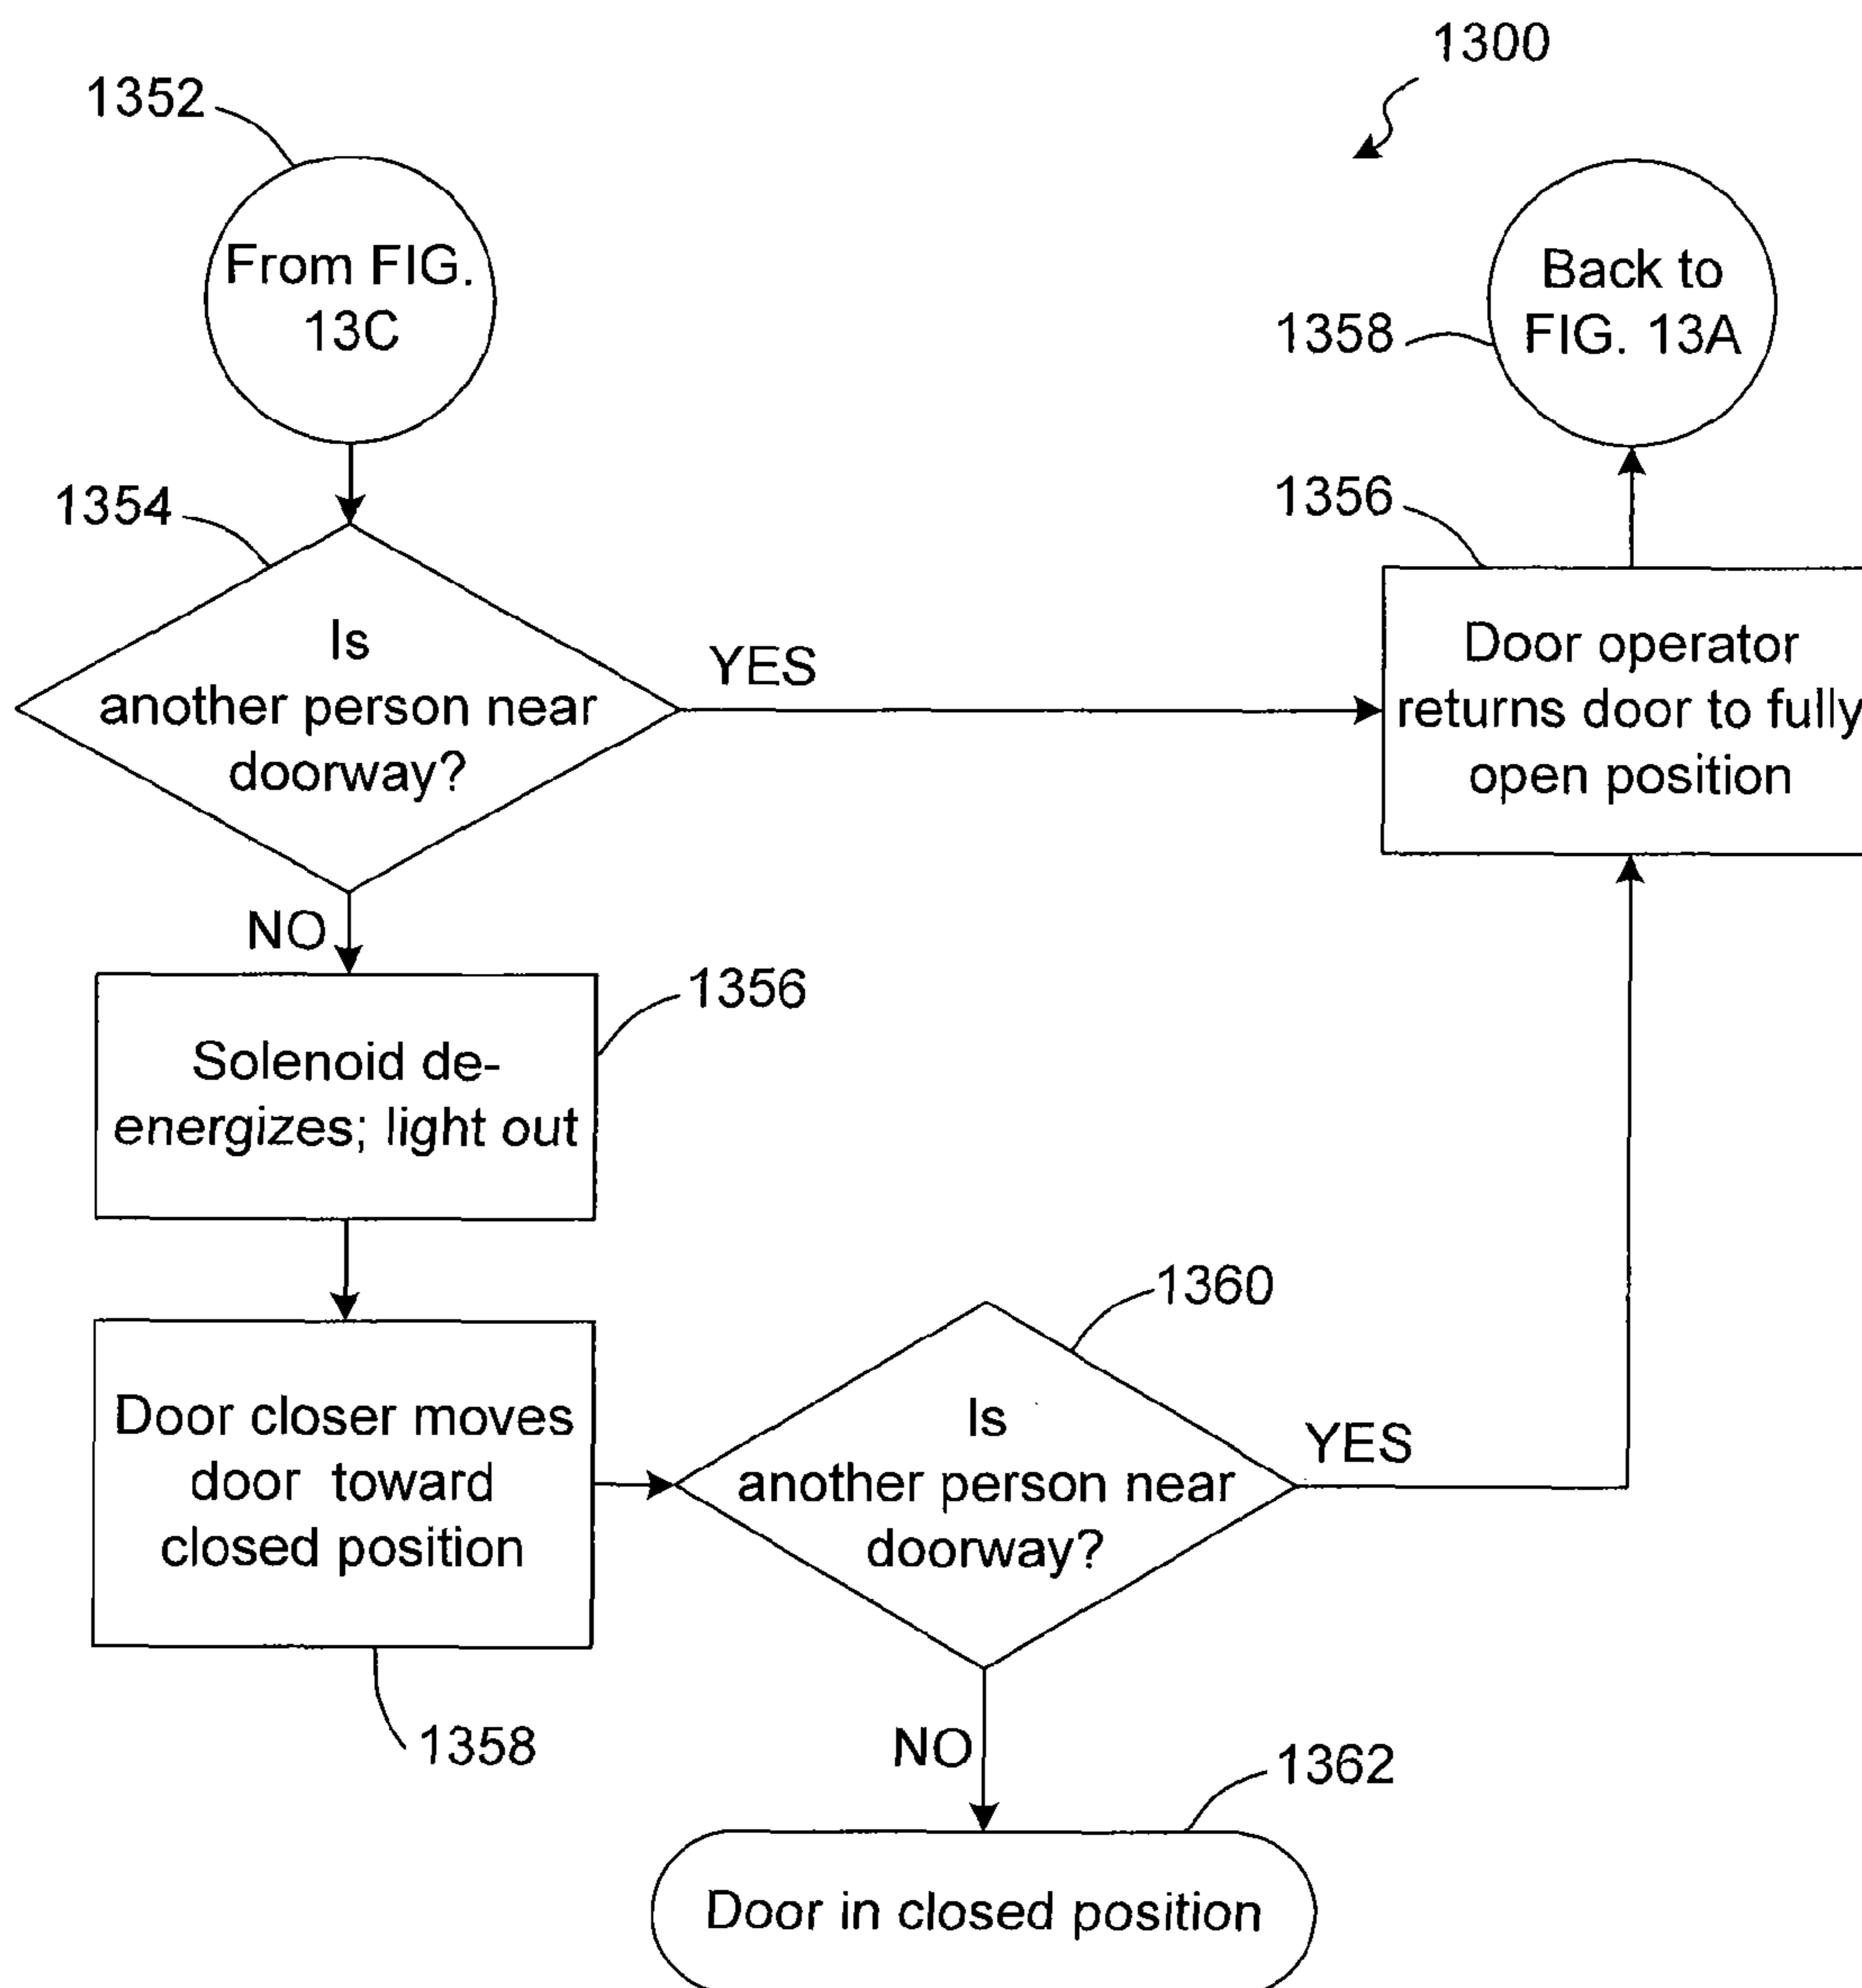 1300
1352
From FIG.
13C
Back to
FIG. 13A
1358
1354
1356
Is
another person near
doorway?
YES
Door operator
returns door to fully
open position
NO
1356
Solenoid de-
energizes; light out
1360
Door closer moves
door toward
closed position
Is
another person near
doorway?
YES
1358
NO
1362
Door in closed position